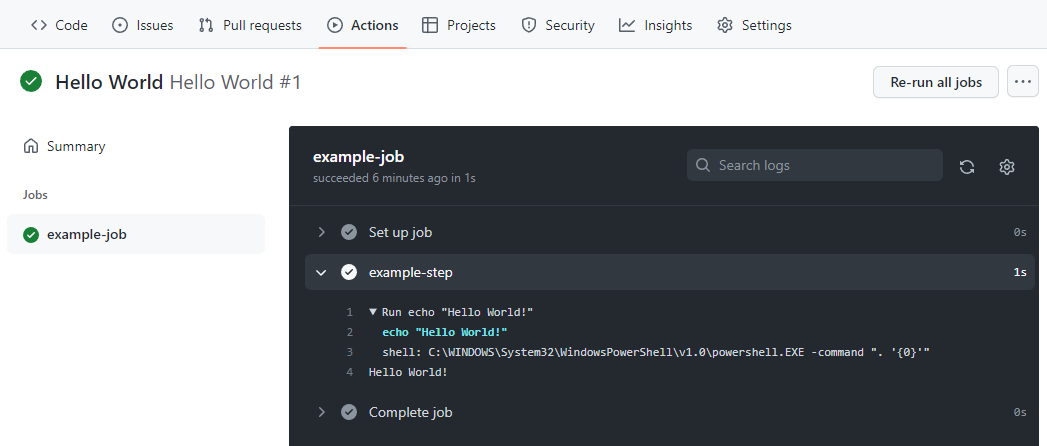 Code Issues Pull requests Actions Projects Security Insights Settings
Hello World Hello World #1
Re-run all jobs
Summary
Jobs
example-job
example-job
succeeded 6 minutes ago in 1s
Search logs
Set up job 0s
example-step 1s
1 Run echo "Hello World!"
2 echo "Hello World!"
3 shell: C:\WINDOWS\System32\WindowsPowerShell\v1.0\powershell.EXE -command ". '{0}'"
4 Hello World!
Complete job 0s